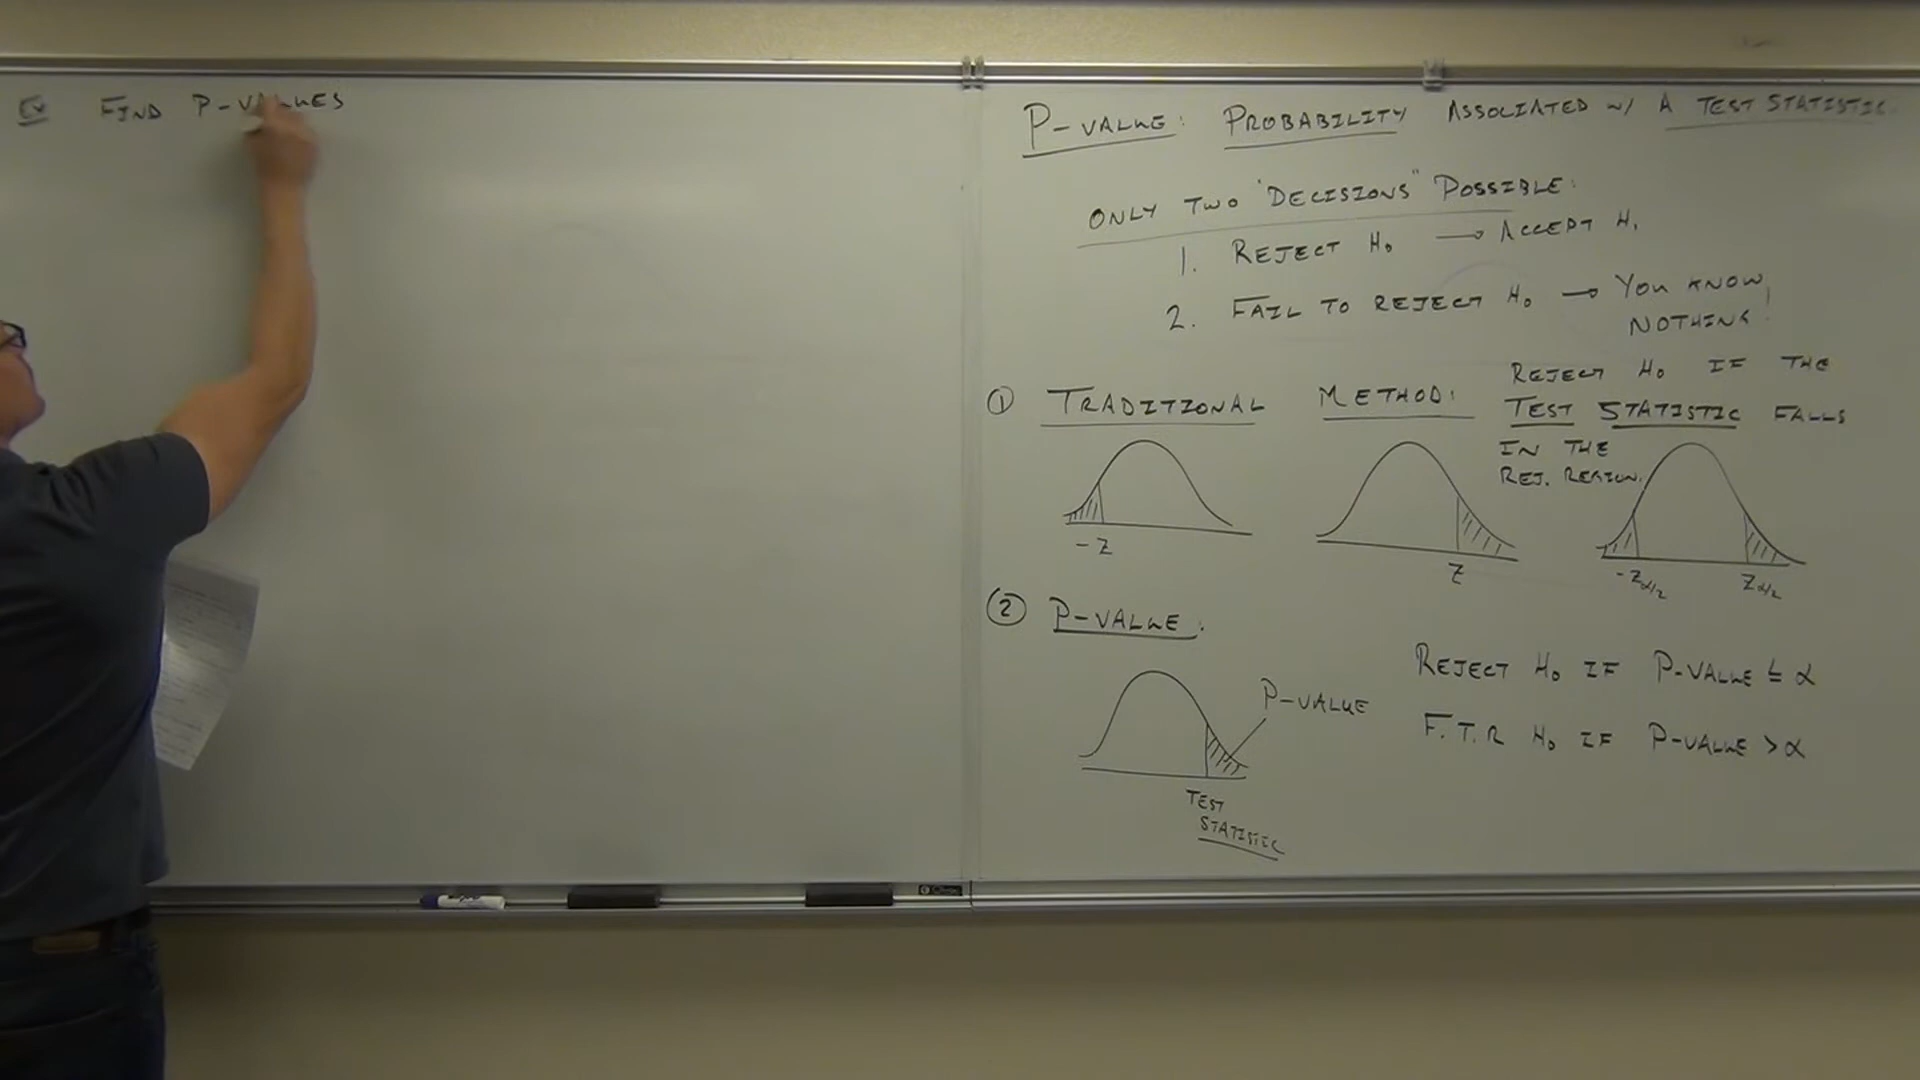 Ex FIND P-VALUES
P-VALUE: PROBABILITY ASSOCIATED W/ A TEST STATISTIC
ONLY TWO "DECISIONS" POSSIBLE:
1. REJECT H₀ → ACCEPT H₁
2. FAIL TO REJECT H₀ → YOU KNOW
NOTHING!
① TRADITIONAL METHOD:
REJECT H₀ IF THE
TEST STATISTIC FALLS
IN THE
REJ. REGION.
-Z
Z
-Zα/2
Zα/2
② P-VALUE:
P-VALUE
TEST
STATISTIC
REJECT H₀ IF P-VALUE ≤ α
F.T.R H₀ IF P-VALUE > α